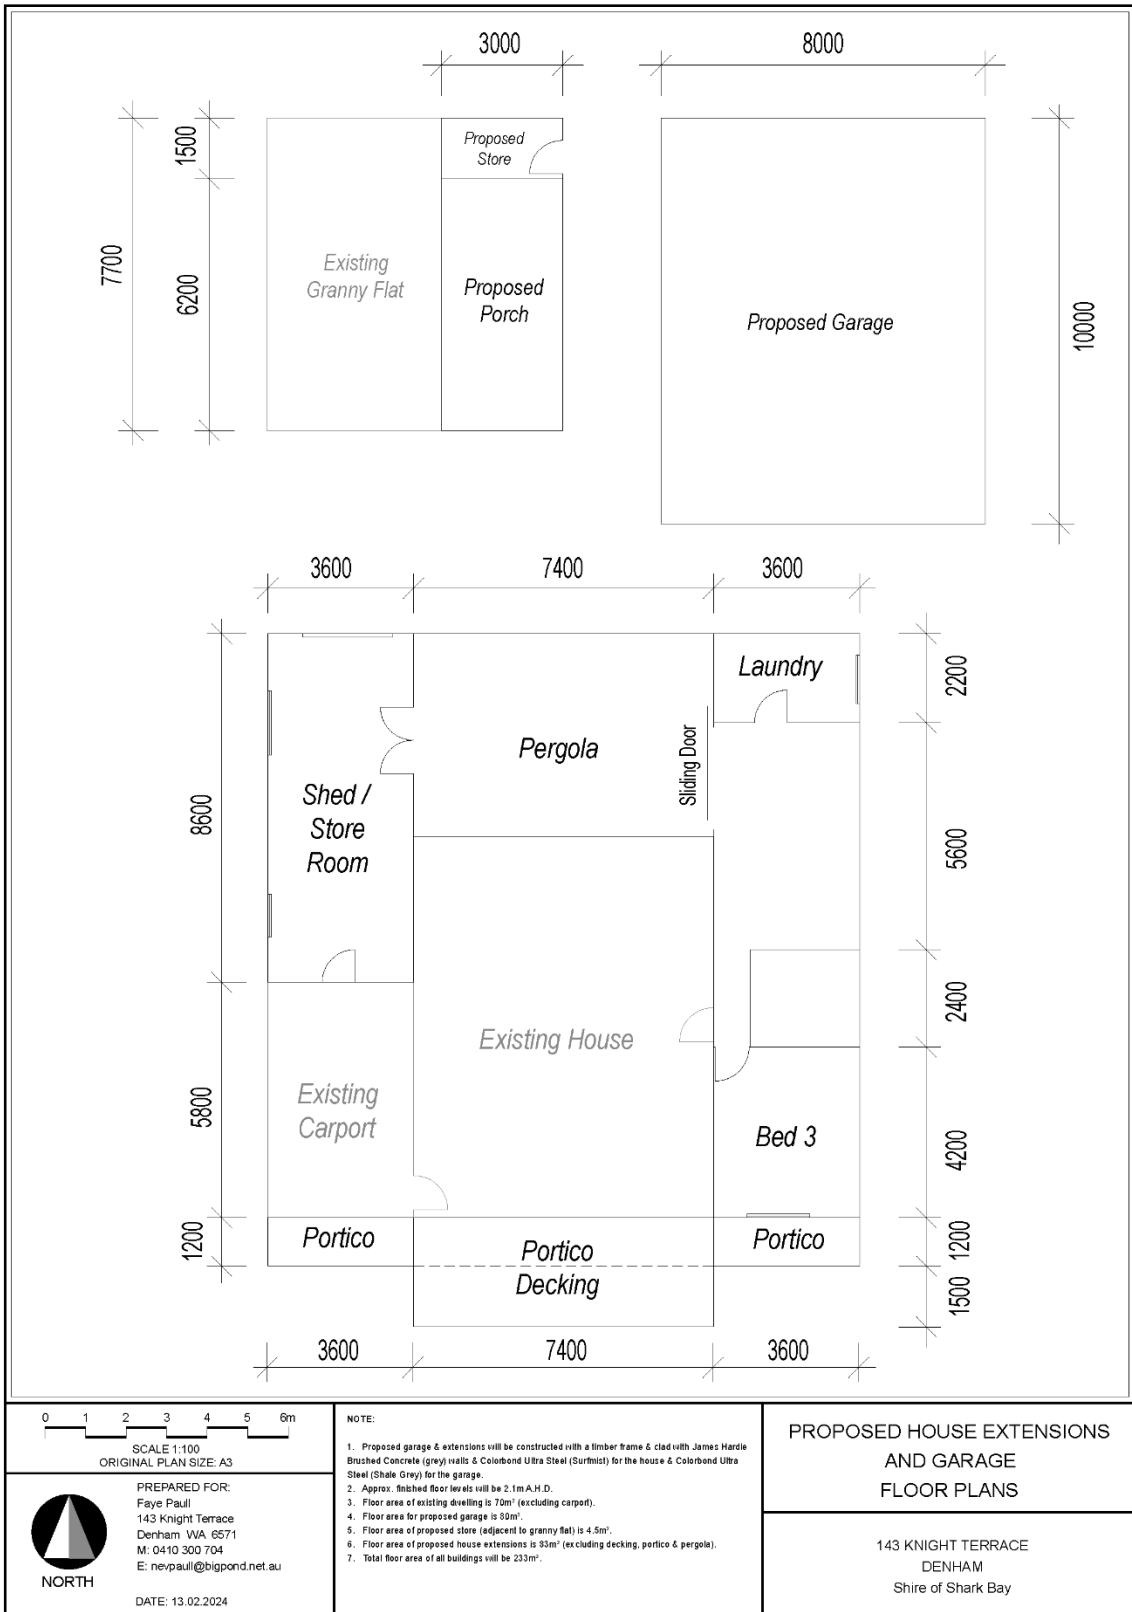 3000
8000
1500
Proposed
Store
7700
6200
Existing
Granny Flat
Proposed
Porch
Proposed Garage
10000
3600
7400
3600
Laundry
2200
Pergola
Sliding Door
Shed /
Store
Room
8600
5600
2400
Existing House
Existing
Carport
5800
Bed 3
4200
Portico
Portico
Portico
Decking
1200
1200
1500
3600
7400
3600
0 1 2 3 4 5 6m
SCALE 1:100
ORIGINAL PLAN SIZE: A3
PREPARED FOR:
Faye Paull
143 Knight Terrace
Denham WA 6571
M: 0410 300 704
E: nevpaull@bigpond.net.au
NORTH
DATE: 13.02.2024
NOTE:
1. Proposed garage & extensions will be constructed with a timber frame & clad with James Hardie
Brushed Concrete (grey) walls & Colorbond Ultra Steel (Surfmist) for the house & Colorbond Ultra
Steel (Shale Grey) for the garage.
2. Approx. finished floor levels will be 2.1m A.H.D.
3. Floor area of existing dwelling is 70m² (excluding carport).
4. Floor area for proposed garage is 80m².
5. Floor area of proposed store (adjacent to granny flat) is 4.5m².
6. Floor area of proposed house extensions is 83m² (excluding decking, portico & pergola).
7. Total floor area of all buildings will be 233m².
PROPOSED HOUSE EXTENSIONS
AND GARAGE
FLOOR PLANS
143 KNIGHT TERRACE
DENHAM
Shire of Shark Bay